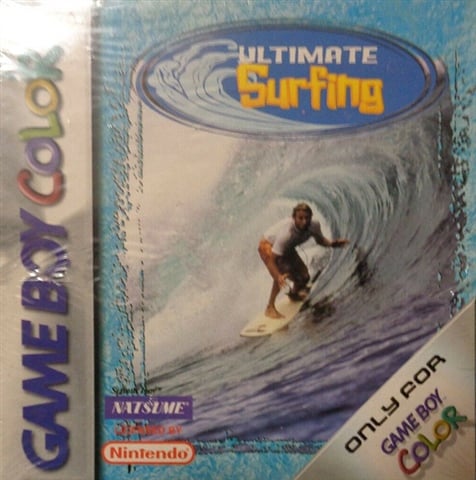 GAME BOY COLOR
ULTIMATE
Surfing
NATSUME
LICENSED BY
Nintendo
ONLY FOR
GAME BOY
COLOR